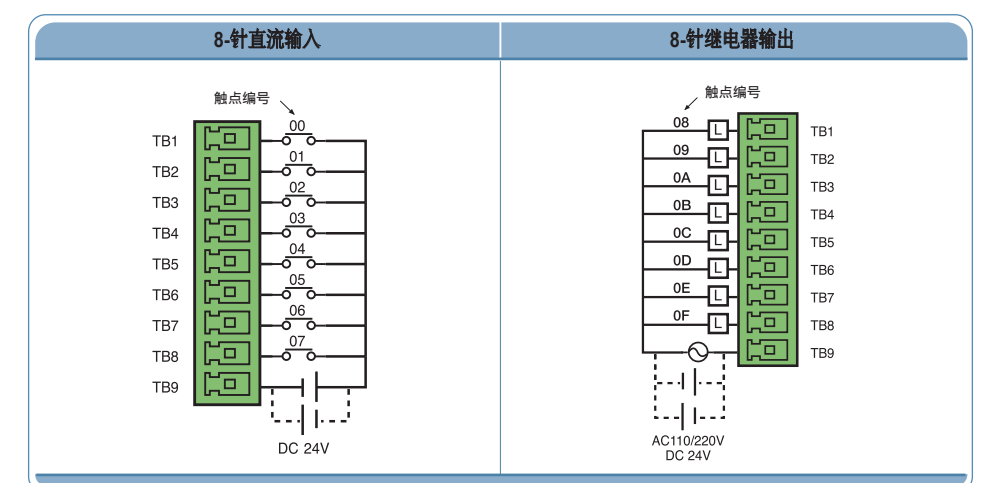 8-针直流输入
8-针继电器输出
触点编号
00
TB1
01
TB2
02
TB3
03
TB4
04
TB5
05
TB6
06
TB7
07
TB8
TB9
DC 24V
触点编号
08 L TB1
09 L TB2
0A L TB3
0B L TB4
0C L TB5
0D L TB6
0E L TB7
0F L TB8
TB9
AC110/220V
DC 24V